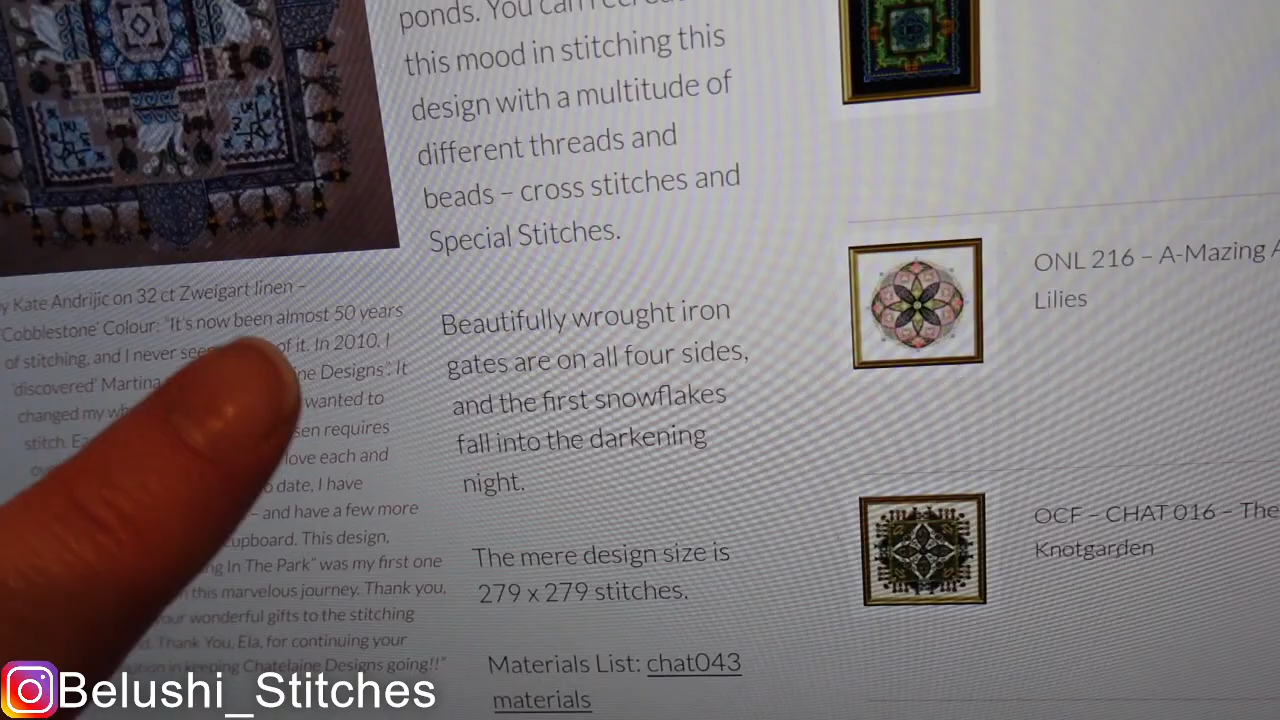 ponds. You can
this mood in stitching this
design with a multitude of
different threads and
beads – cross stitches and
Special Stitches.
Beautifully wrought iron
gates are on all four sides,
and the first snowflakes
fall into the darkening
night.
The mere design size is
279 x 279 stitches.
Materials List: chat043
materials
y Kate Andrijic on 32 ct Zweigart linen –
'Cobblestone' Colour: "It's now been almost 50 years
of stitching, and I never of it. In 2010, I
'discovered' Martina ine Designs". It
changed my wanted to
stitch. sen requires
love each and
o date, I have
– and have a few more
upboard. This design,
ng In The Park" was my first one
this marvelous journey. Thank you,
your wonderful gifts to the stitching
d. Thank You, Ela, for continuing your
in keeping Chatelaine Designs going!!"
ONL 216 – A-Mazing A
Lilies
OCF – CHAT 016 – The
Knotgarden
Belushi_Stitches